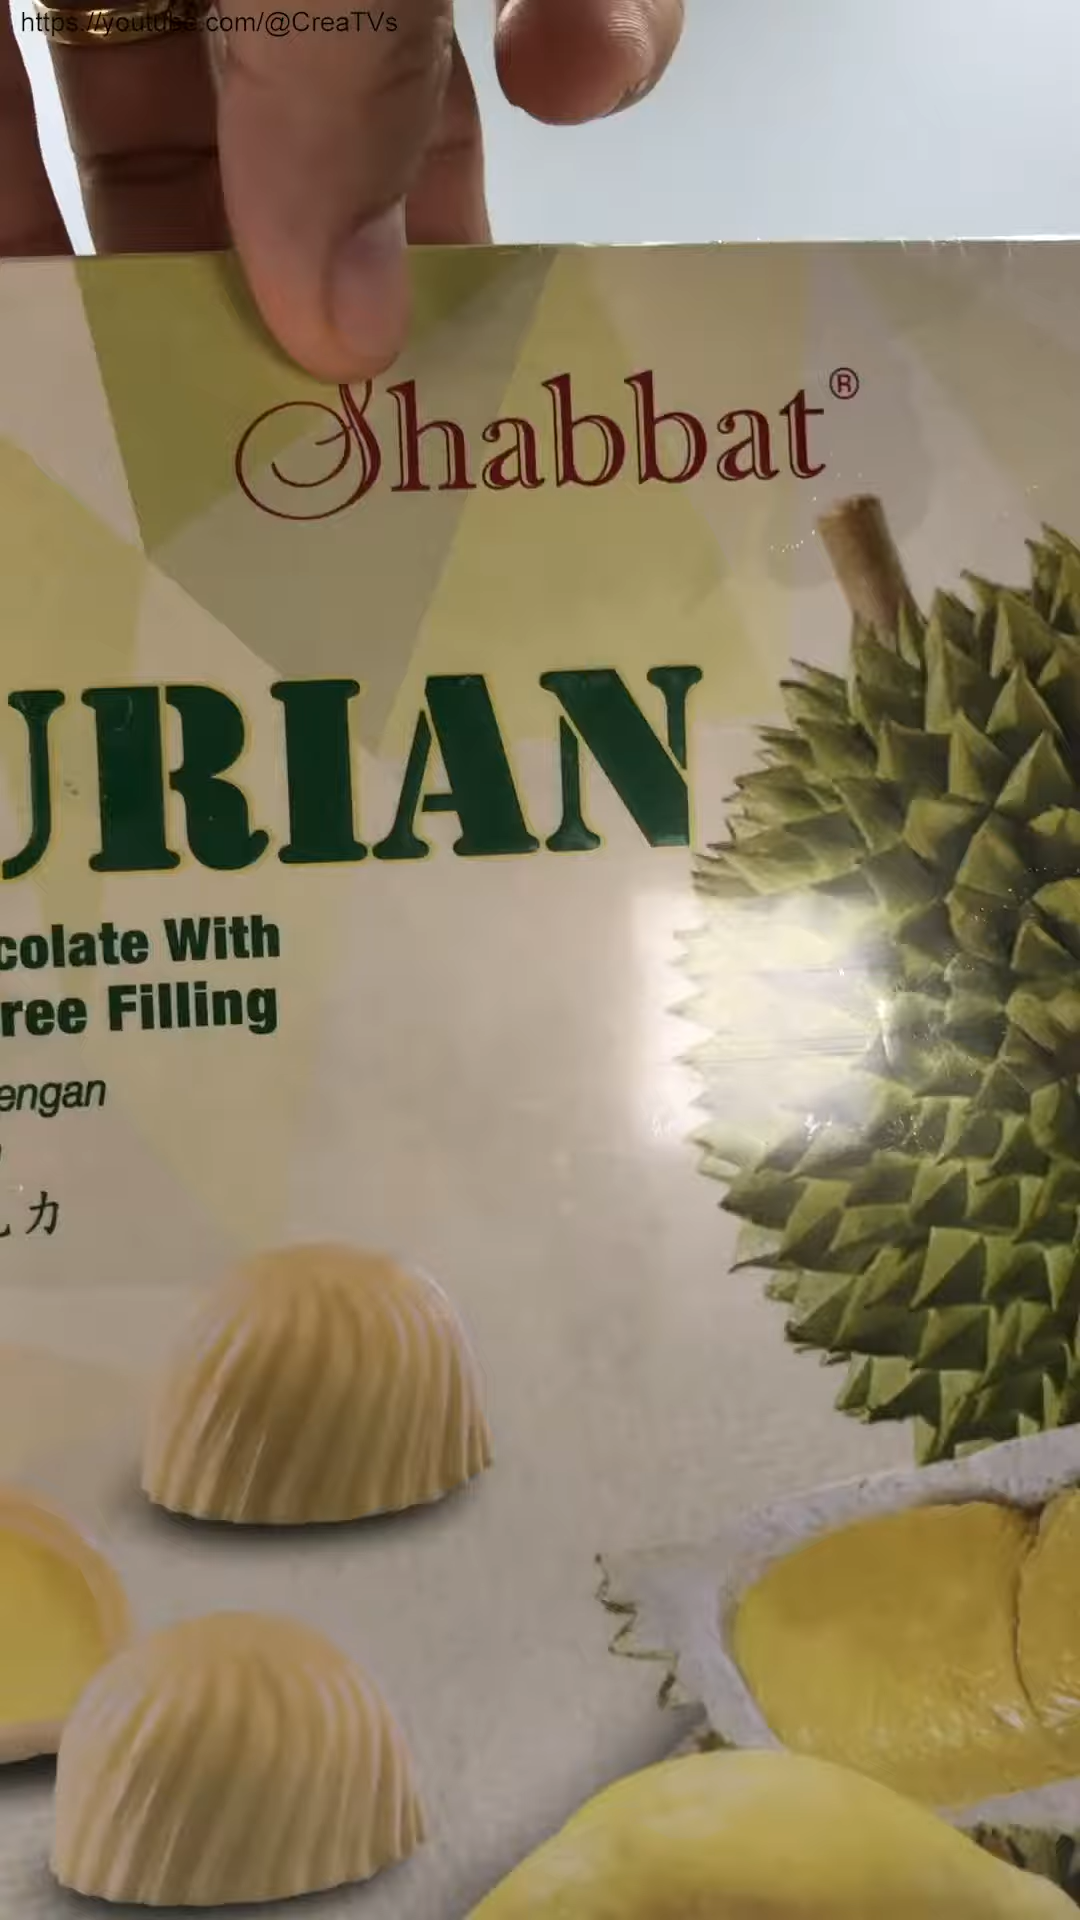 https://youtube.com/@CreaTVs
Shabbat®
URIAN
colate With
ree Filling
engan
力